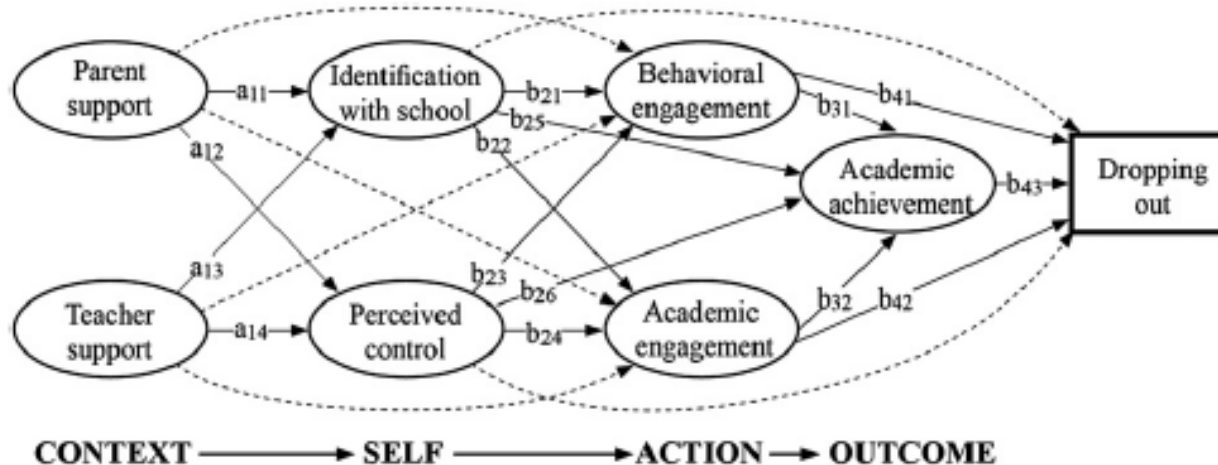 Parent
support
a11
Identification
with school
b21
b25
Behavioral
engagement
b41
b31
a12
b22
Academic
achievement
b43
Dropping
out
a13
b23
b26
b32
b42
Teacher
support
a14
Perceived
control
b24
Academic
engagement
CONTEXT SELF ACTION OUTCOME